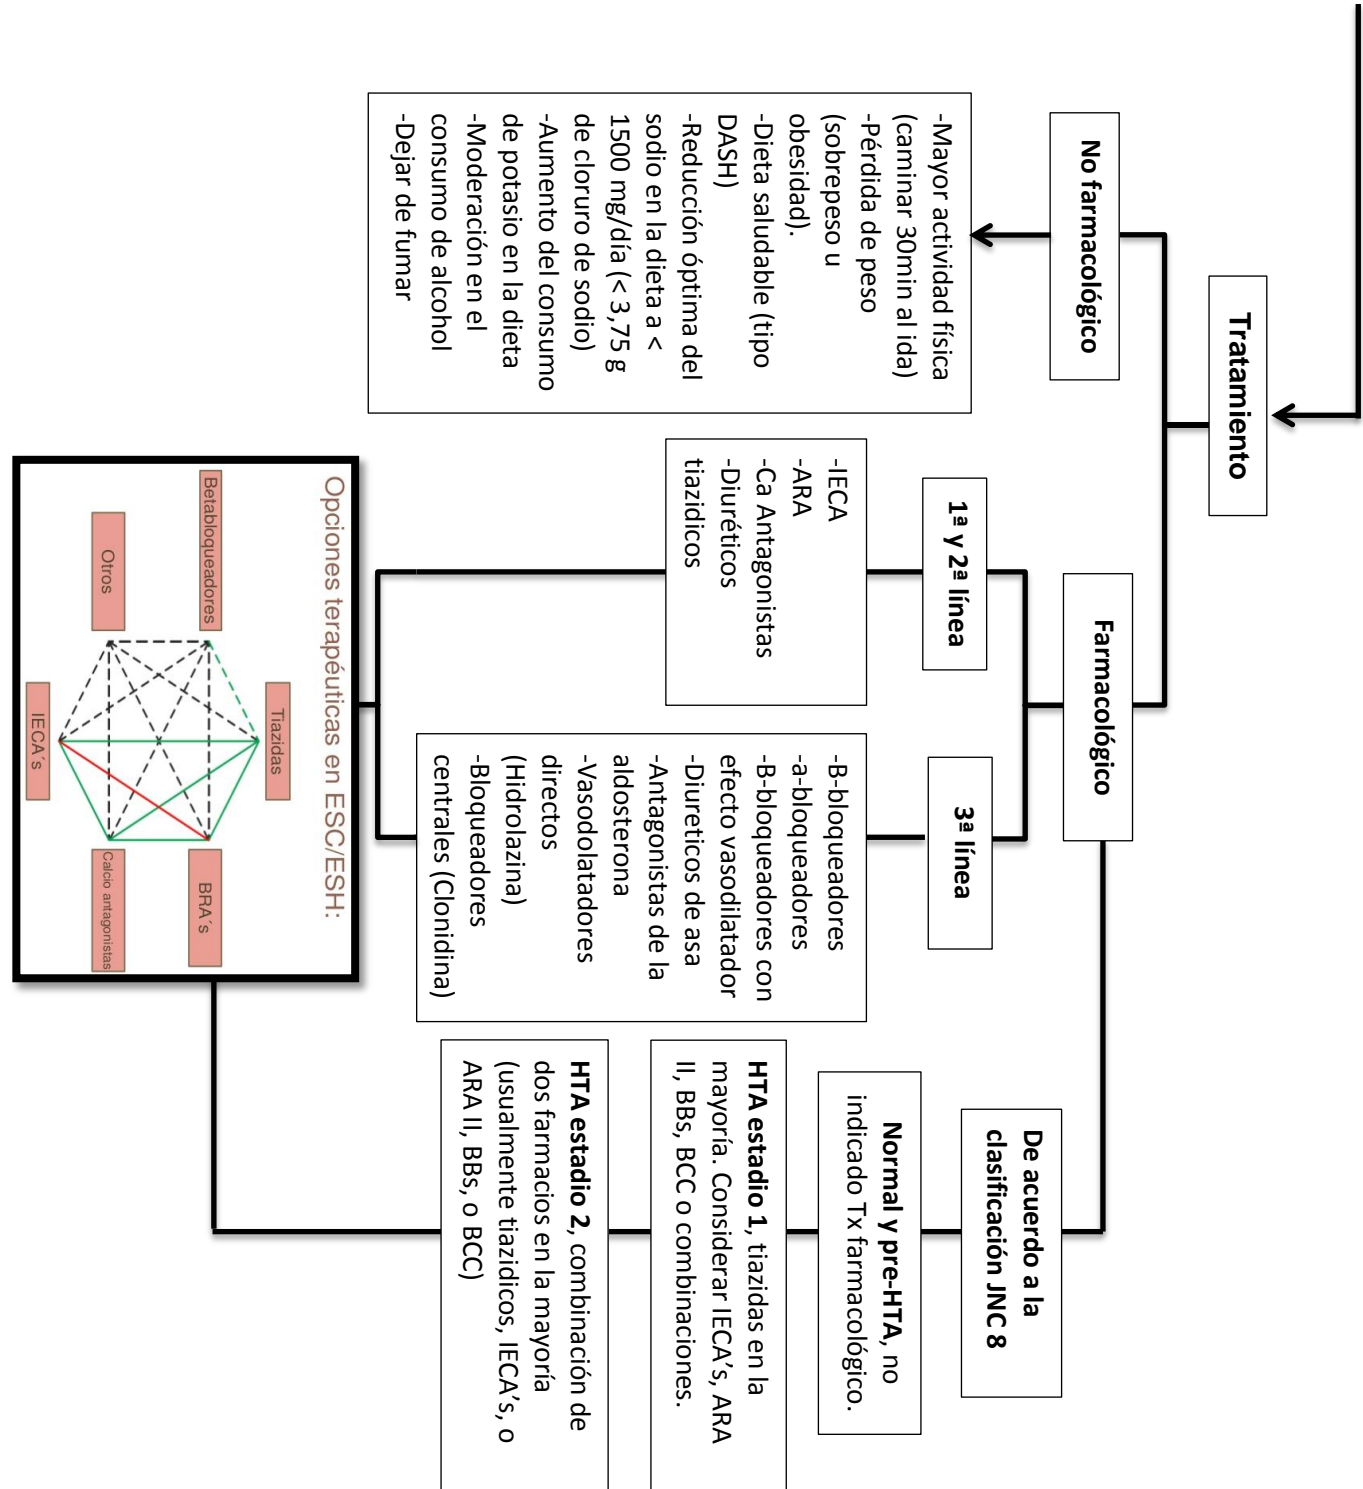 Tratamiento
No farmacológico
-Mayor actividad física
(caminar 30min al ida)
-Pérdida de peso
(sobrepeso u
obesidad).
-Dieta saludable (tipo
DASH)
-Reducción óptima del
sodio en la dieta a <
1500 mg/día (< 3,75 g
de cloruro de sodio)
-Aumento del consumo
de potasio en la dieta
-Moderación en el
consumo de alcohol
-Dejar de fumar
Farmacológico
1ª y 2ª línea
-IECA
-ARA
-Ca Antagonistas
-Diuréticos
tiazidicos
3ª línea
-B-bloqueadores
-a-bloqueadores
-B-bloqueadores con
efecto vasodilatador
-Diureticos de asa
-Antagonistas de la
aldosterona
-Vasodolatadores
directos
(Hidrolazina)
-Bloqueadores
centrales (Clonidina)
De acuerdo a la
clasificación JNC 8
Normal y pre-HTA, no
indicado Tx farmacológico.
HTA estadio 1, tiazidas en la
mayoría. Considerar IECA’s, ARA
II, BBs, BCC o combinaciones.
HTA estadio 2, combinación de
dos farmacios en la mayoría
(usualmente tiazidicos, IECA’s, o
ARA II, BBs, o BCC)
Opciones terapéuticas en ESC/ESH:
Tiazidas
Betabloqueadores
BRA´s
Otros
Calcio antagonistas
IECA´s